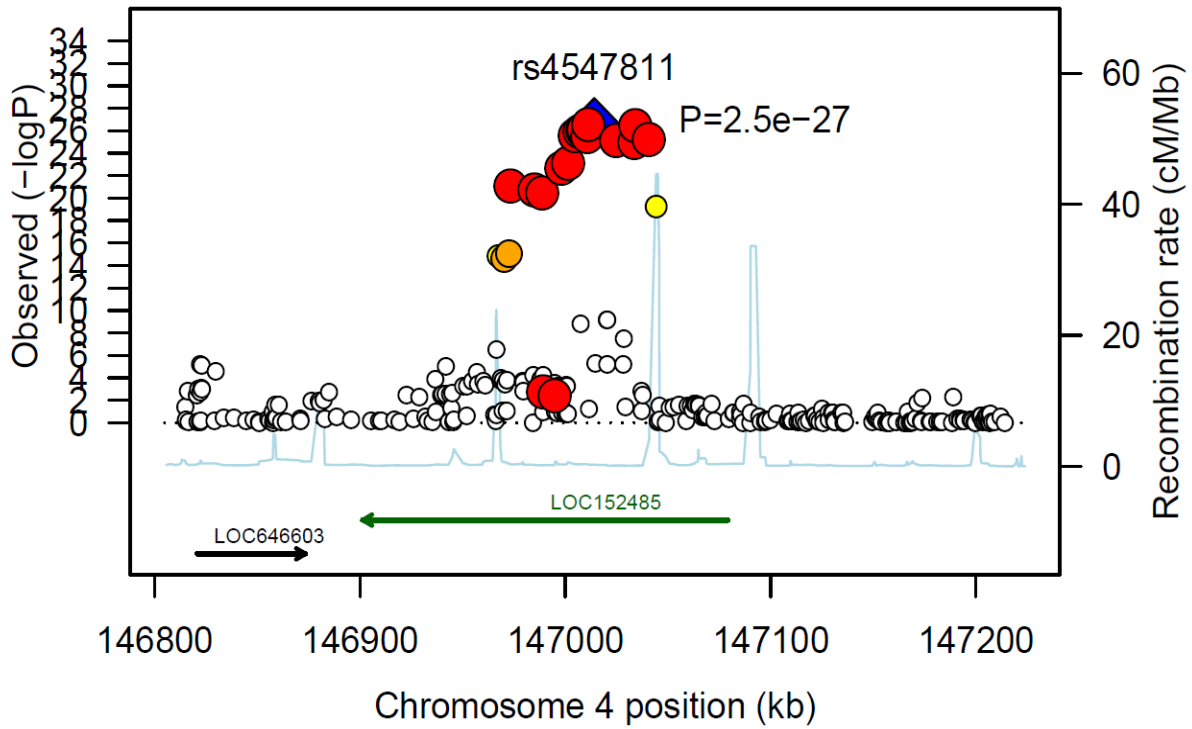 rs4547811
P=2.5e−27
Observed (−logP)
34
32
30
28
26
24
22
20
18
16
14
12
10
8
6
4
2
0
60
40
20
0
Recombination rate (cM/Mb)
LOC152485
LOC646603
146800 146900 147000 147100 147200
Chromosome 4 position (kb)